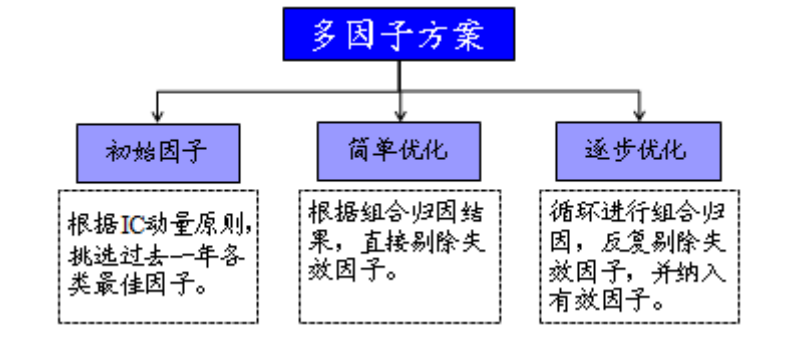 多因子方案
初始因子
简单优化
逐步优化
根据IC动量原则，
挑选过去一年各
类最佳因子。
根据组合归因结
果，直接剔除失
效因子。
循环进行组合归
因，反复剔除失
效因子，并纳入
有效因子。